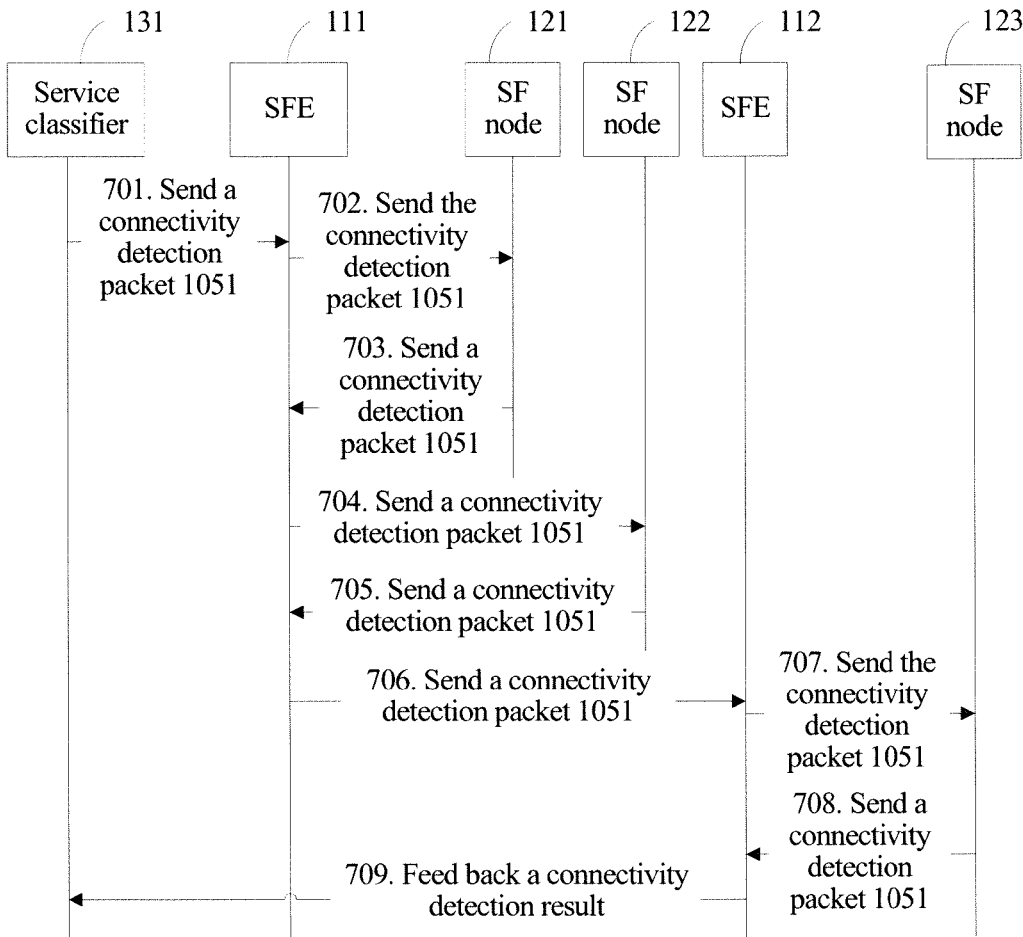 131
111
121
122
112
123
Service
classifier
SFE
SF
node
SF
node
SFE
SF
node
701. Send a
connectivity
detection
packet 1051
702. Send the
connectivity
detection
packet 1051
703. Send a
connectivity
detection
packet 1051
704. Send a connectivity
detection packet 1051
705. Send a connectivity
detection packet 1051
706. Send a connectivity
detection packet 1051
707. Send the
connectivity
detection
packet 1051
708. Send a
connectivity
detection
packet 1051
709. Feed back a connectivity
detection result